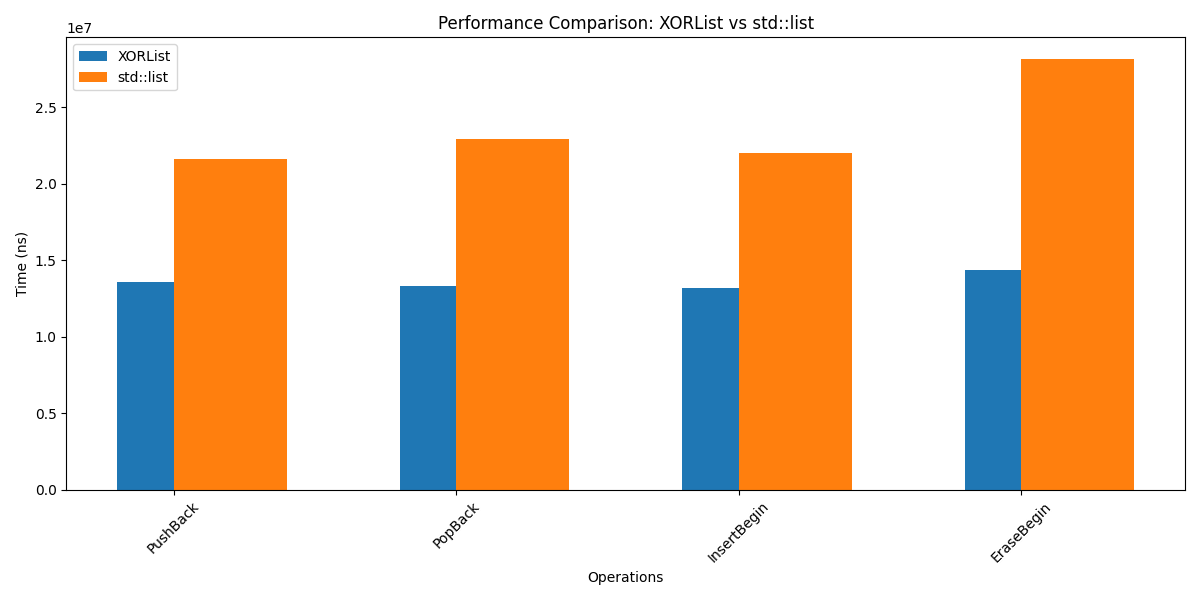 Performance Comparison: XORList vs std::list
1e7
XORList
std::list
2.5
2.0
1.5
1.0
0.5
0.0
Time (ns)
PushBack
PopBack
InsertBegin
EraseBegin
Operations